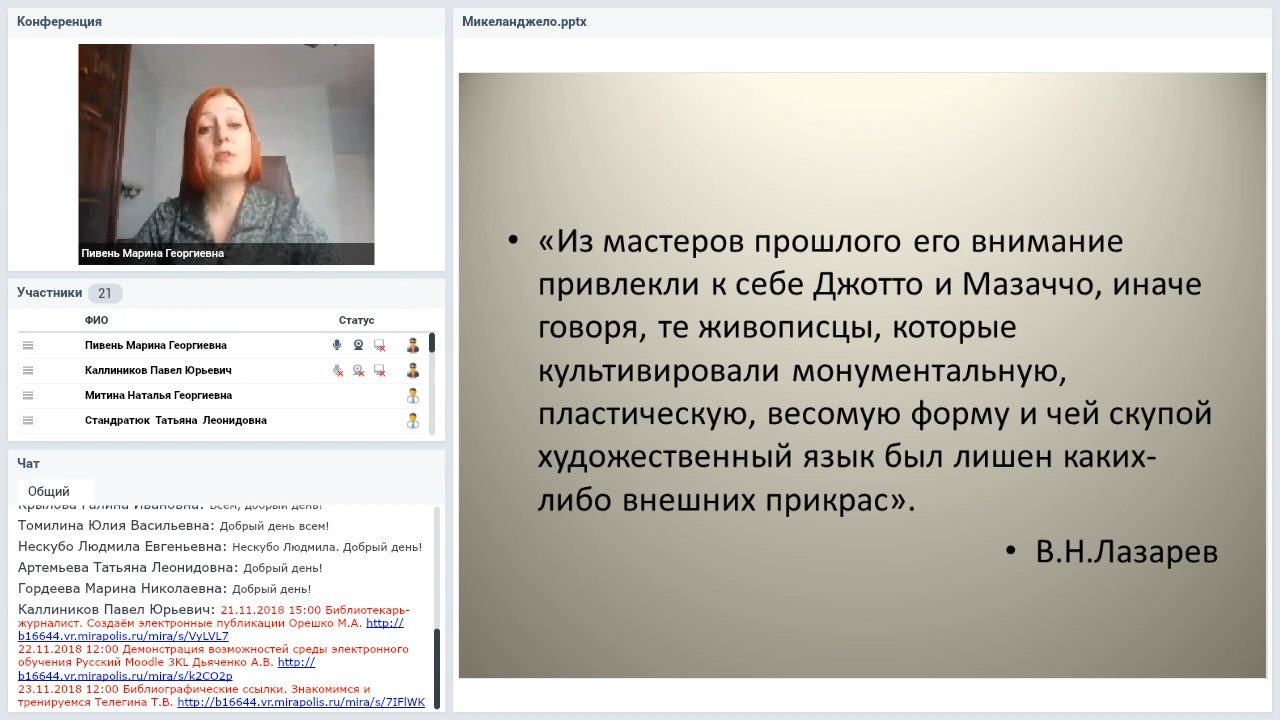 Конференция
Пивень Марина Георгиевна
Участники 21
ФИО Статус
Пивень Марина Георгиевна
Каллиников Павел Юрьевич
Митина Наталья Георгиевна
Стандратюк Татьяна Леонидовна
Чат
Общий
Крылова Галина Ивановна: Всем, добрый день!
Томилина Юлия Васильевна: Добрый день всем!
Нескубо Людмила Евгеньевна: Нескубо Людмила. Добрый день!
Артемьева Татьяна Леонидовна: Добрый день!
Гордеева Марина Николаевна: Добрый день!
Каллиников Павел Юрьевич: 21.11.2018 15:00 Библиотекарь-
журналист. Создаём электронные публикации Орешко М.А. http://
b16644.vr.mirapolis.ru/mira/s/VyLVL7
22.11.2018 12:00 Демонстрация возможностей среды электронного
обучения Русский Moodle 3KL Дьяченко А.В. http://
b16644.vr.mirapolis.ru/mira/s/k2CO2p
23.11.2018 12:00 Библиографические ссылки. Знакомимся и
тренируемся Телегина Т.В. http://b16644.vr.mirapolis.ru/mira/s/7IFlWK
Микеланджело.pptx
• «Из мастеров прошлого его внимание
привлекли к себе Джотто и Мазаччо, иначе
говоря, те живописцы, которые
культивировали монументальную,
пластическую, весомую форму и чей скупой
художественный язык был лишен каких-
либо внешних прикрас».
• В.Н.Лазарев